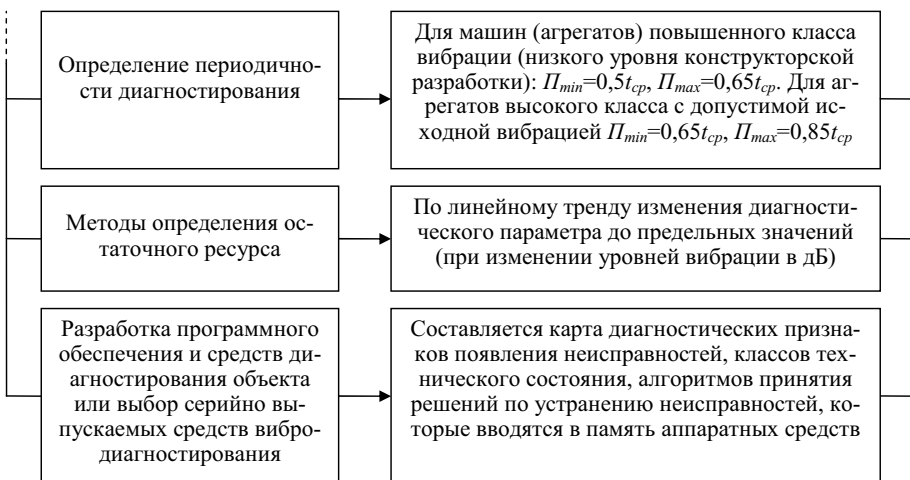 Определение периодично-
сти диагностирования
Для машин (агрегатов) повышенного класса
вибрации (низкого уровня конструкторской
разработки): Пmin=0,5tср, Пmax=0,65tср. Для аг-
регатов высокого класса с допустимой ис-
ходной вибрацией Пmin=0,65tср, Пmax=0,85tср
Методы определения ос-
таточного ресурса
По линейному тренду изменения диагности-
ческого параметра до предельных значений
(при изменении уровней вибрации в дБ)
Разработка программного
обеспечения и средств ди-
агностирования объекта
или выбор серийно вы-
пускаемых средств вибро-
диагностирования
Составляется карта диагностических призна-
ков появления неисправностей, классов тех-
нического состояния, алгоритмов принятия
решений по устранению неисправностей, ко-
торые вводятся в память аппаратных средств